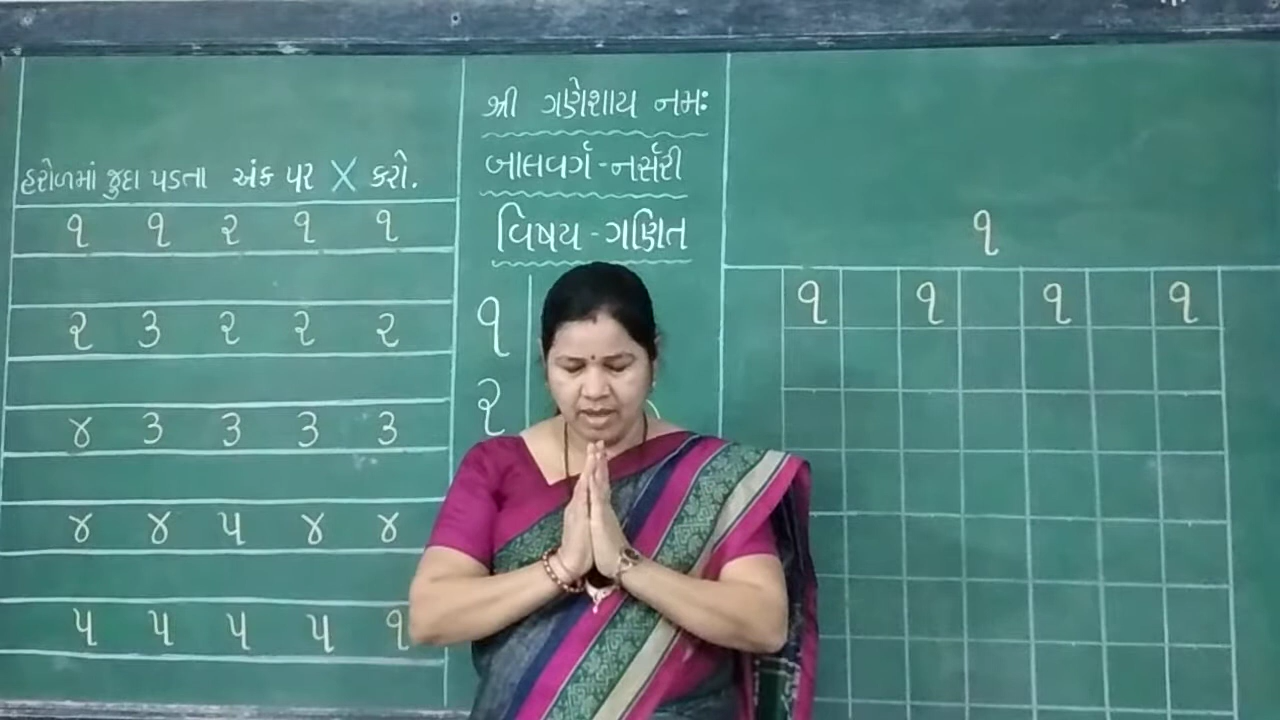 હરોળમાં જુદા પડતા અંક પર X કરો.
૧ ૧ ૨ ૧ ૧
૨ ૩ ૨ ૨ ૨
૪ ૩ ૩ ૩ ૩
૪ ૪ ૫ ૪ ૪
૫ ૫ ૫ ૫ ૧
શ્રી ગણેશાય નમઃ
બાલવર્ગ-નર્સરી
વિષય-ગણિત
૧
૨
૧
૧ ૧ ૧ ૧